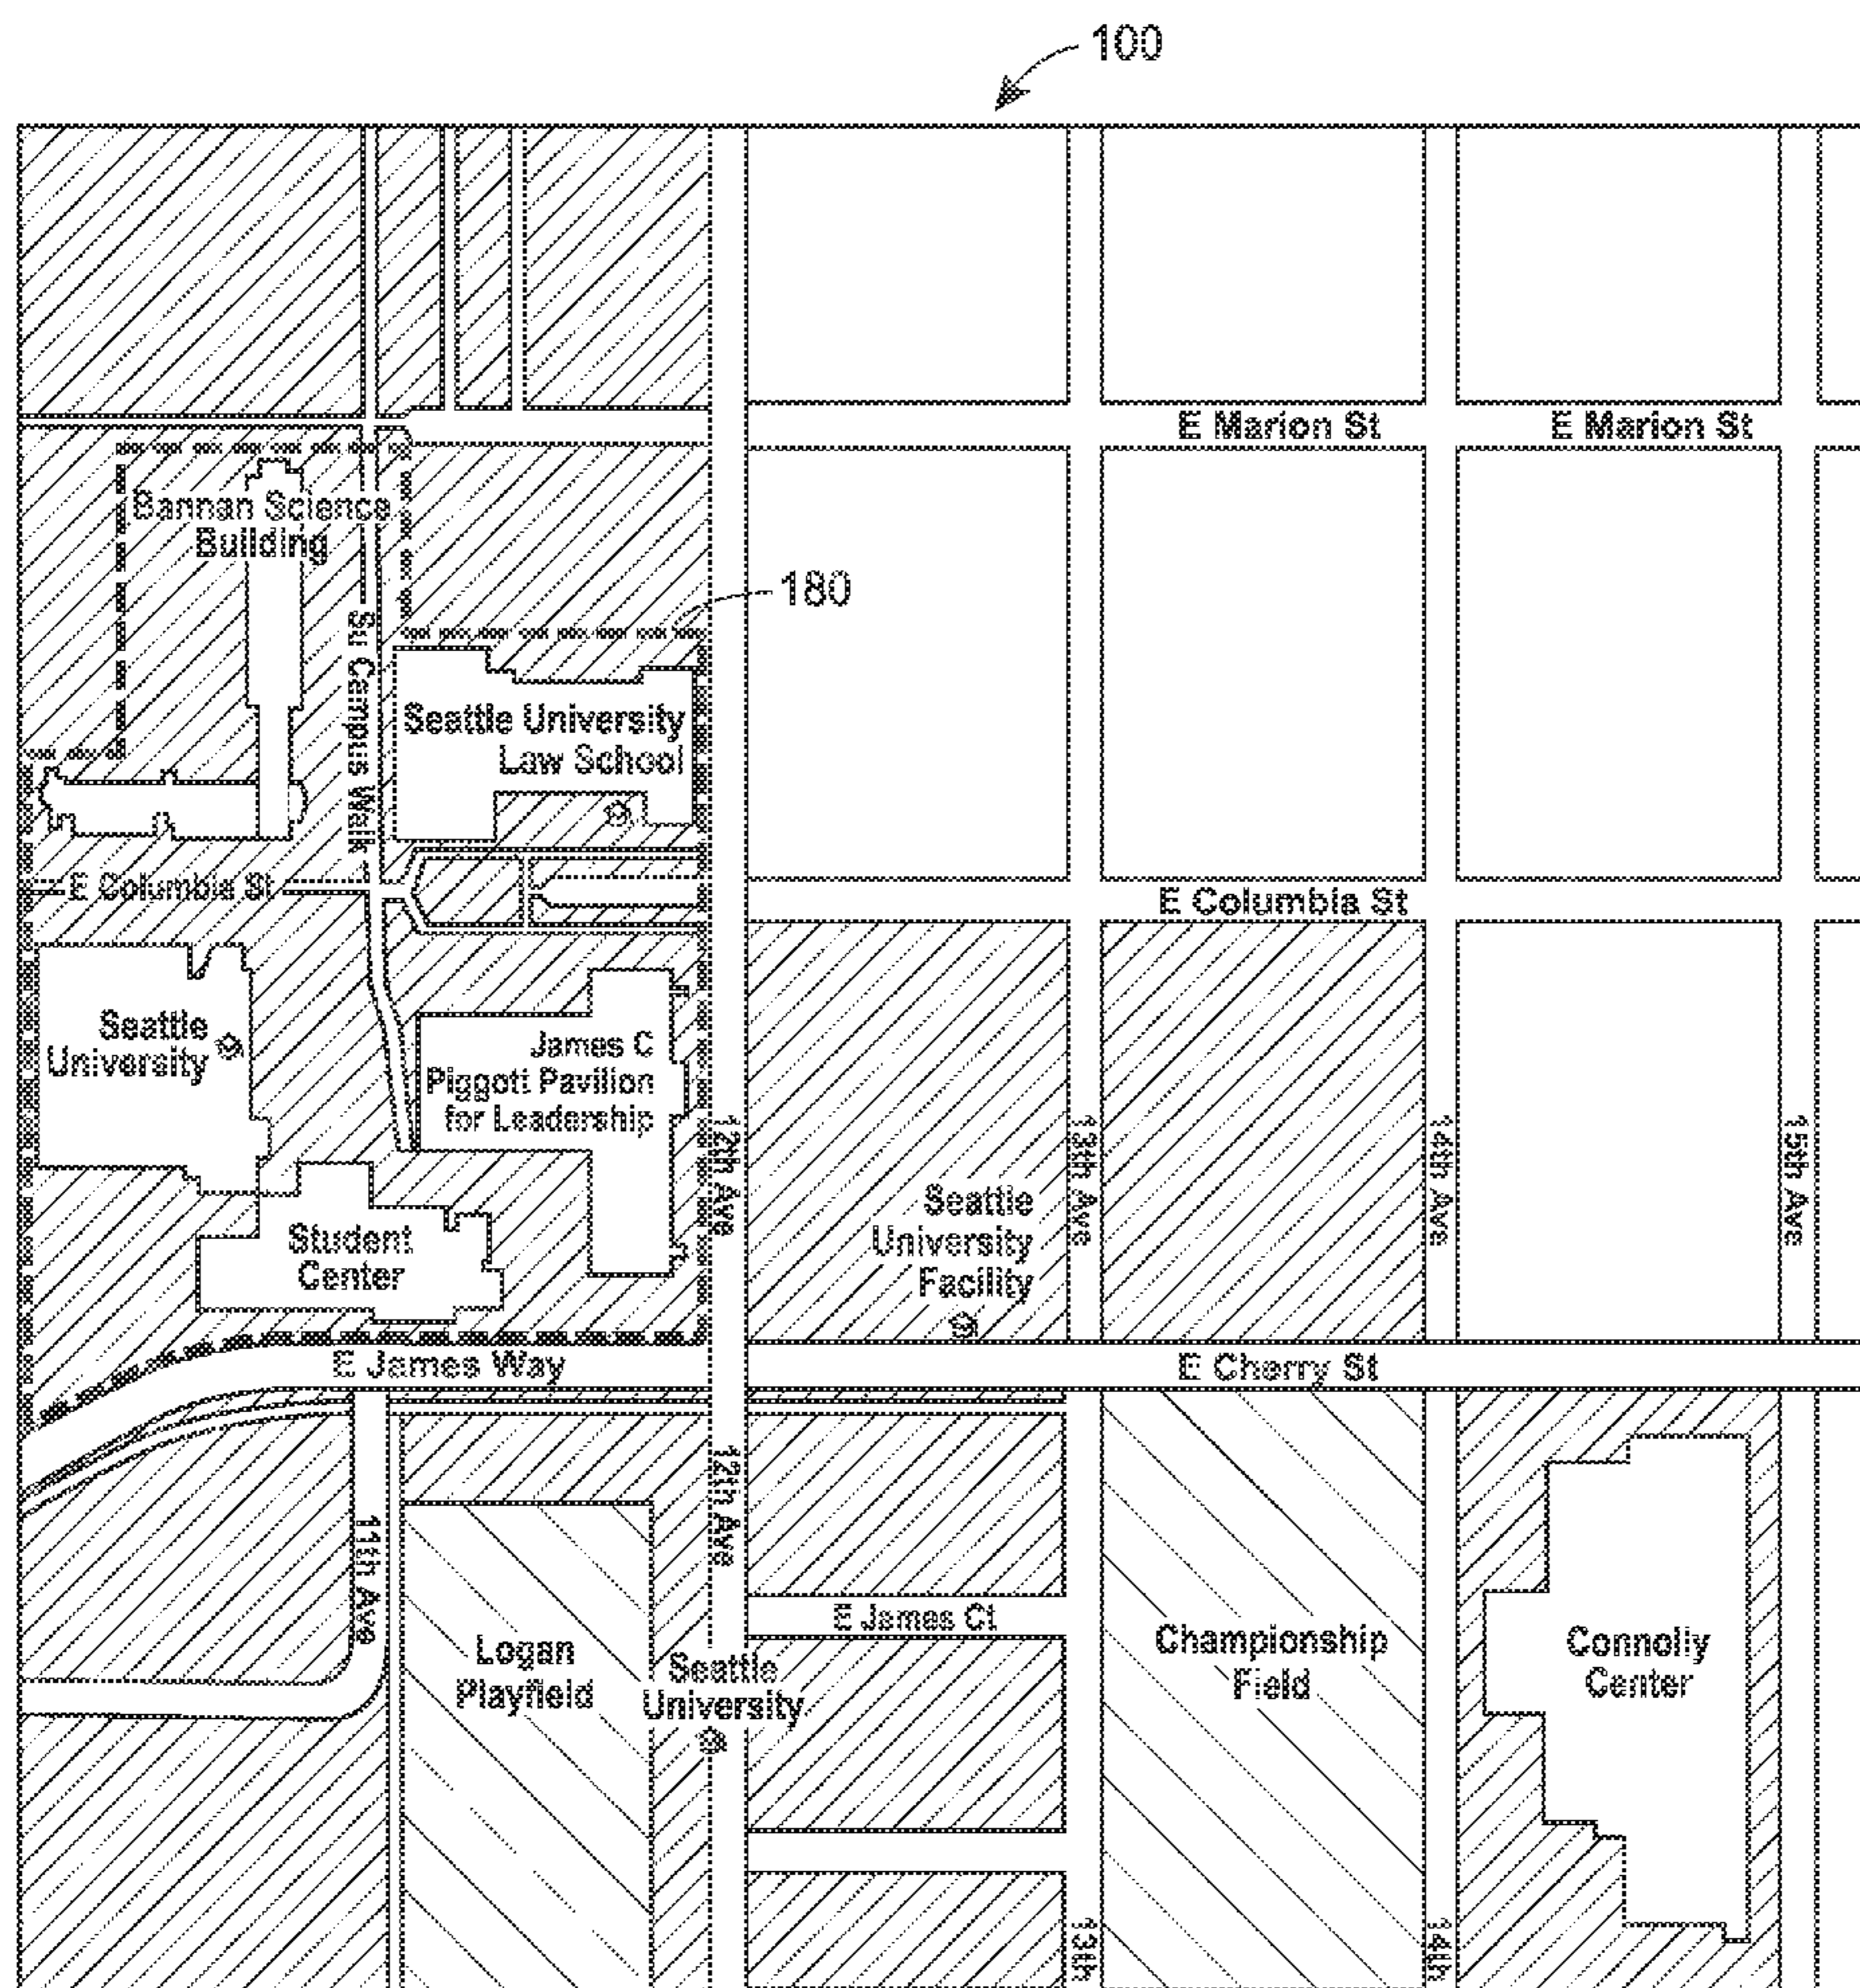 100
E Marion St
E Marion St
Bannan Science
Building
180
Su Campus Walk
Seattle University
Law School
E Columbia St
E Columbia St
Seattle
University
James C
Piggott Pavilion
for Leadership
12th Ave
13th Ave
14th Ave
15th Ave
Seattle
University
Facility
Student
Center
E James Way
E Cherry St
12th Ave
11th Ave
E James Ct
Logan
Playfield
Seattle
University
Championship
Field
Connolly
Center
13th
14th